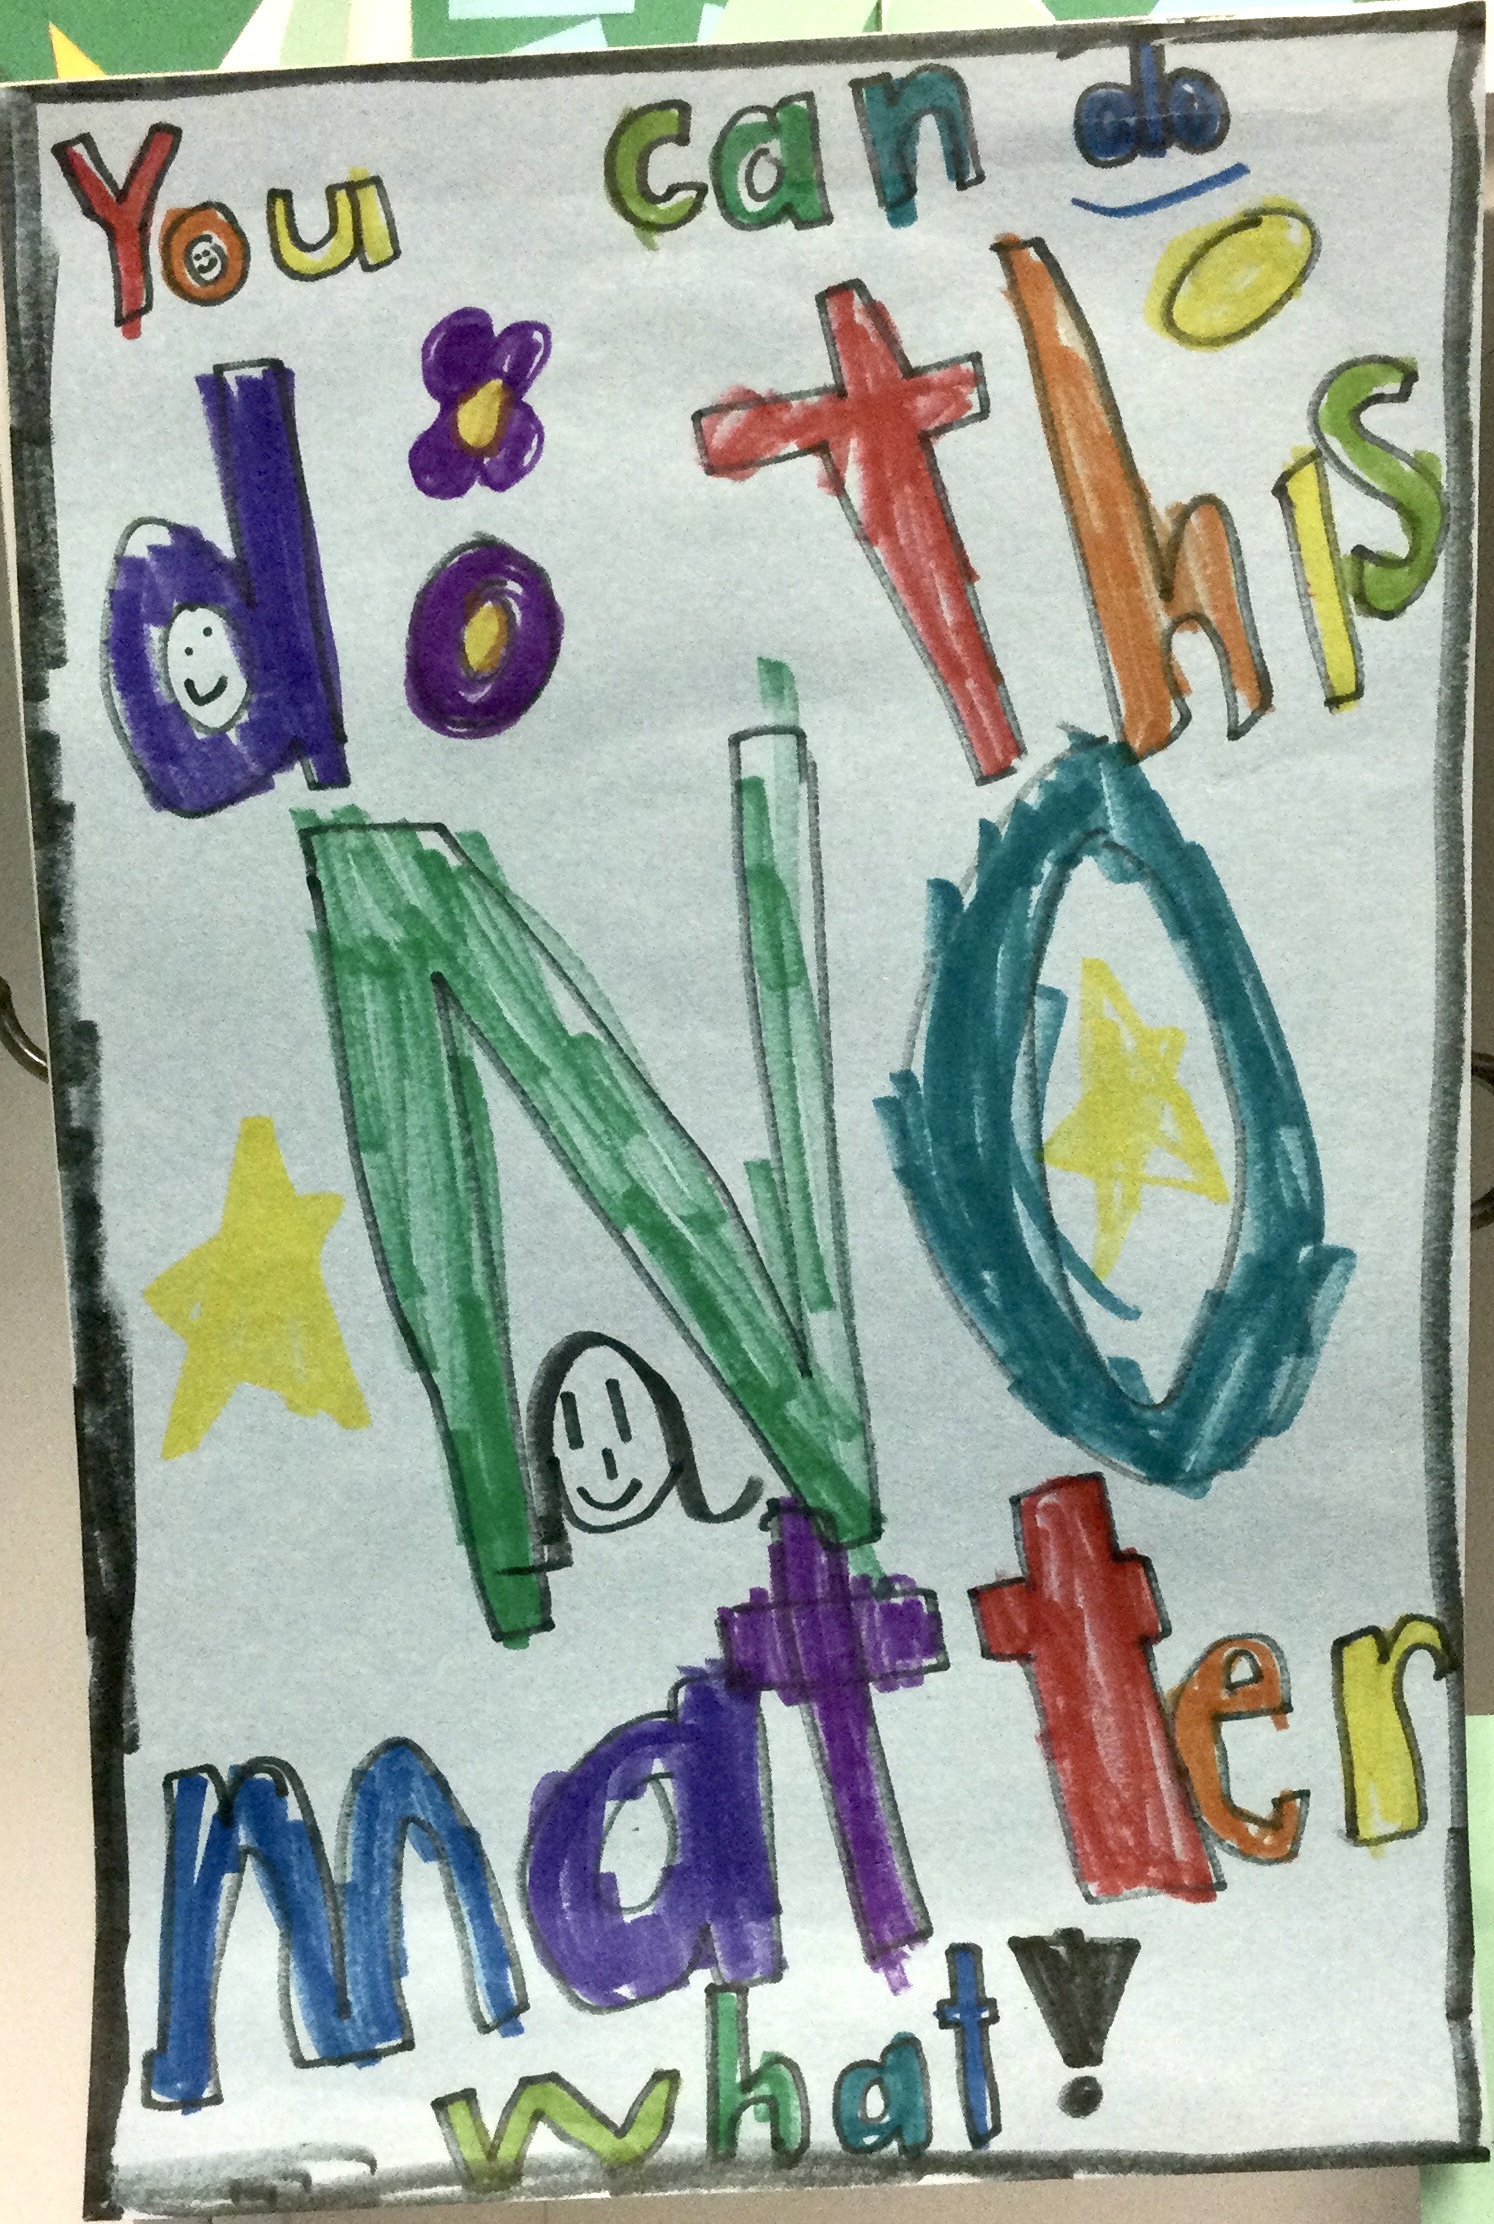 You can do
do this
NO
matter
what!